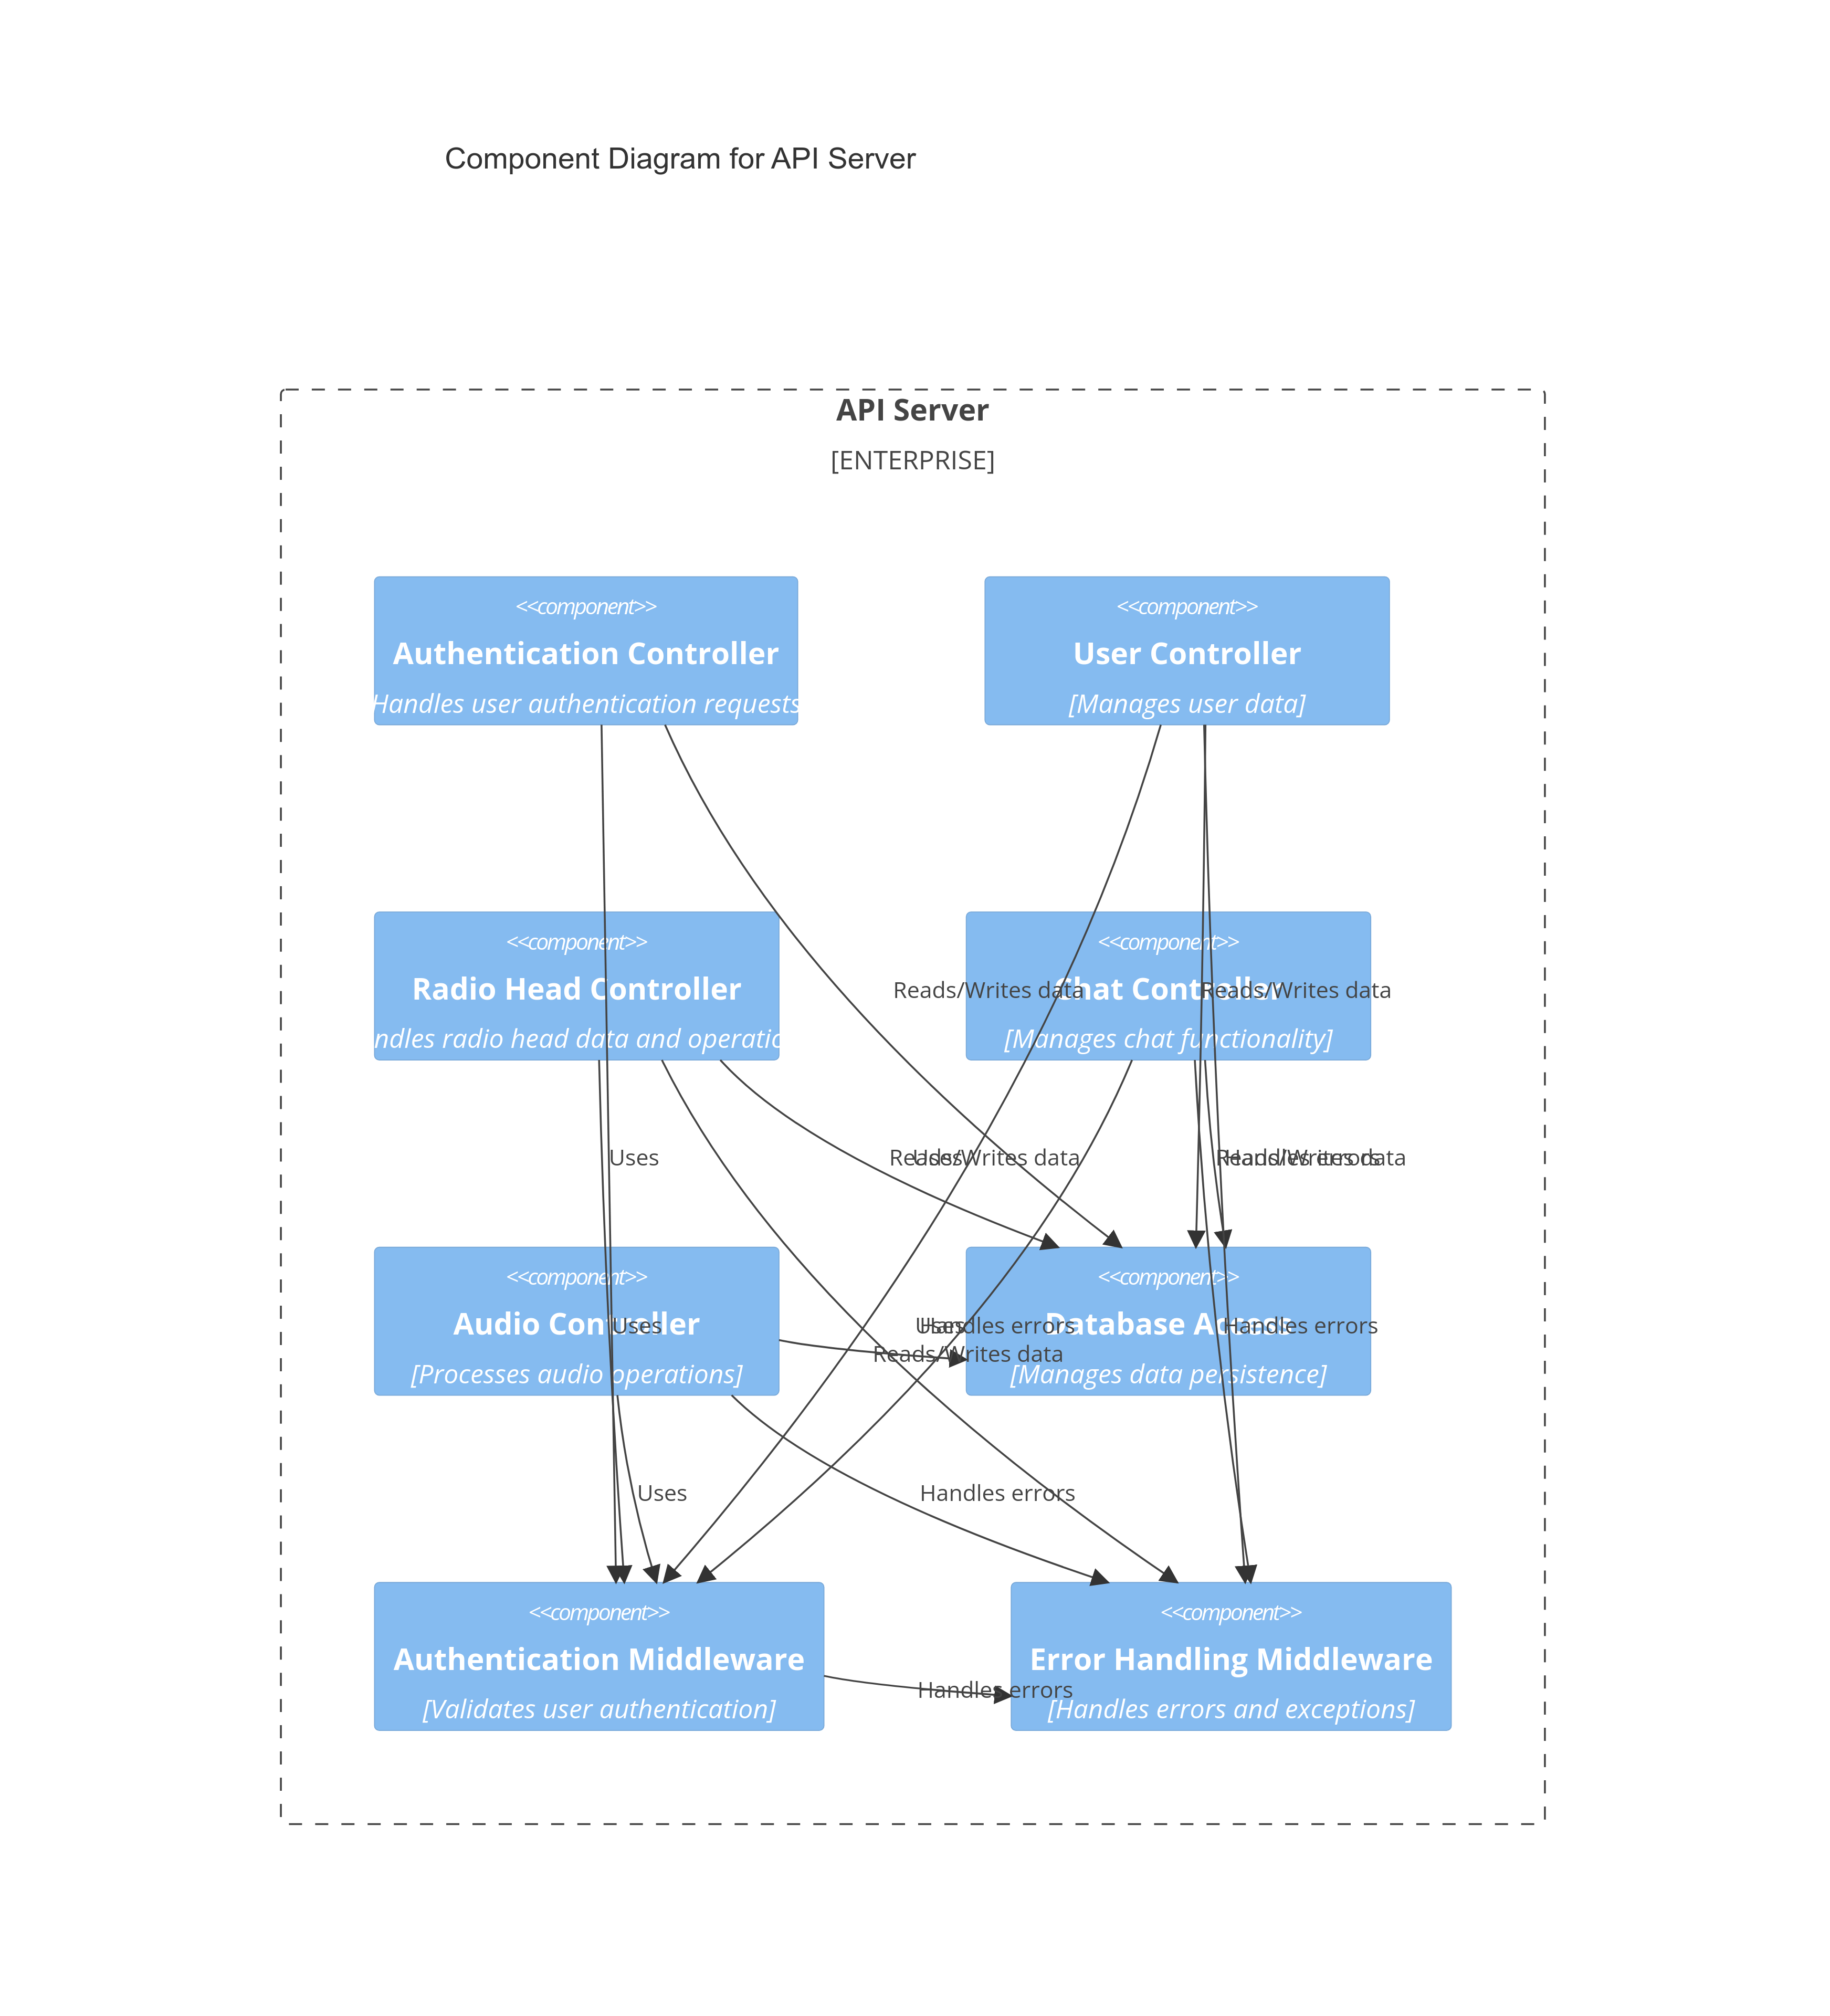 Component Diagram for API Server
API Server
[ENTERPRISE]
<<component>>
Authentication Controller
Handles user authentication requests
<<component>>
User Controller
[Manages user data]
<<component>>
Radio Head Controller
ndles radio head data and operatio
<<component>>
Chat Controller
[Manages chat functionality]
Reads/Writes data
Reads/Writes data
Uses
Reads/Writes data
Uses
Reads/Writes data
Handles errors
<<component>>
Audio Controller
[Processes audio operations]
<<component>>
Database Access
[Manages data persistence]
Uses
Uses
Handles errors
Handles errors
Reads/Writes data
Uses
Handles errors
<<component>>
Authentication Middleware
[Validates user authentication]
<<component>>
Error Handling Middleware
[Handles errors and exceptions]
Handles errors